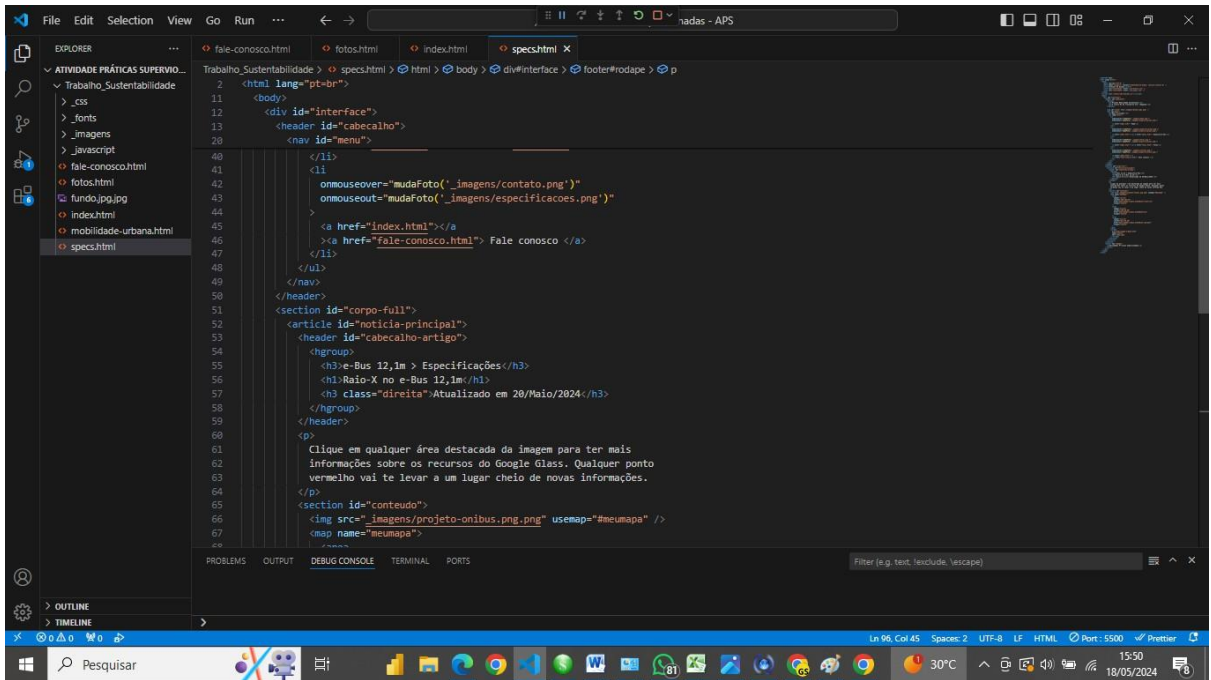 File Edit Selection View Go Run ... nadas - APS
EXPLORER ...
fale-conosco.html fotos.html index.html specs.html
ATIVIDADE PRÁTICAS SUPERVIO...
Trabalho_Sustentabilidade > specs.html > html > body > div#interface > footer#rodape > p
Trabalho_Sustentabilidade
_css
_fonts
_imagens
_javascript
fale-conosco.html
fotos.html
fundo.jpg.jpg
index.html
mobilidade-urbana.html
specs.html
1
6
2 <html lang="pt=br">
11 <body>
12 <div id="interface">
13 <header id="cabecalho">
20 <nav id="menu">
40 </li>
41 <li
42 onmouseover="mudaFoto('_imagens/contato.png')"
43 onmouseout="mudaFoto('_imagens/especificacoes.png')"
44 >
45 <a href="index.html"></a
46 ><a href="fale-conosco.html"> Fale conosco </a>
47 </li>
48 </ul>
49 </nav>
50 </header>
51 <section id="corpo-full">
52 <article id="noticia-principal">
53 <header id="cabecalho-artigo">
54 <hgroup>
55 <h3>e-Bus 12,1m > Especificações</h3>
56 <h1>Raio-X no e-Bus 12,1m</h1>
57 <h3 class="direita">Atualizado em 20/Maio/2024</h3>
58 </hgroup>
59 </header>
60 <p>
61 Clique em qualquer área destacada da imagem para ter mais
62 informações sobre os recursos do Google Glass. Qualquer ponto
63 vermelho vai te levar a um lugar cheio de novas informações.
64 </p>
65 <section id="conteudo">
66 <img src="_imagens/projeto-onibus.png.png" usemap="#meumapa" />
67 <map name="meumapa">
68 <area
PROBLEMS OUTPUT DEBUG CONSOLE TERMINAL PORTS Filter (e.g. text, !exclude, \escape)
OUTLINE
TIMELINE
0 0 0 Ln 96, Col 45 Spaces: 2 UTF-8 LF HTML Port : 5500 Prettier
Pesquisar 81 GS 1 30°C 15:50
18/05/2024 8